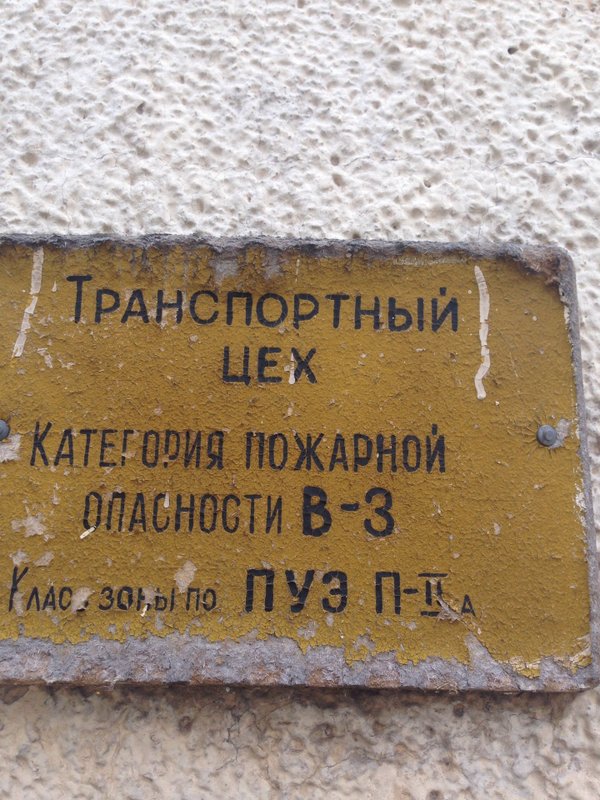 Транспортный
цех
Категория пожарной
опасности В-3
Класс зоны по ПУЭ П-IIа